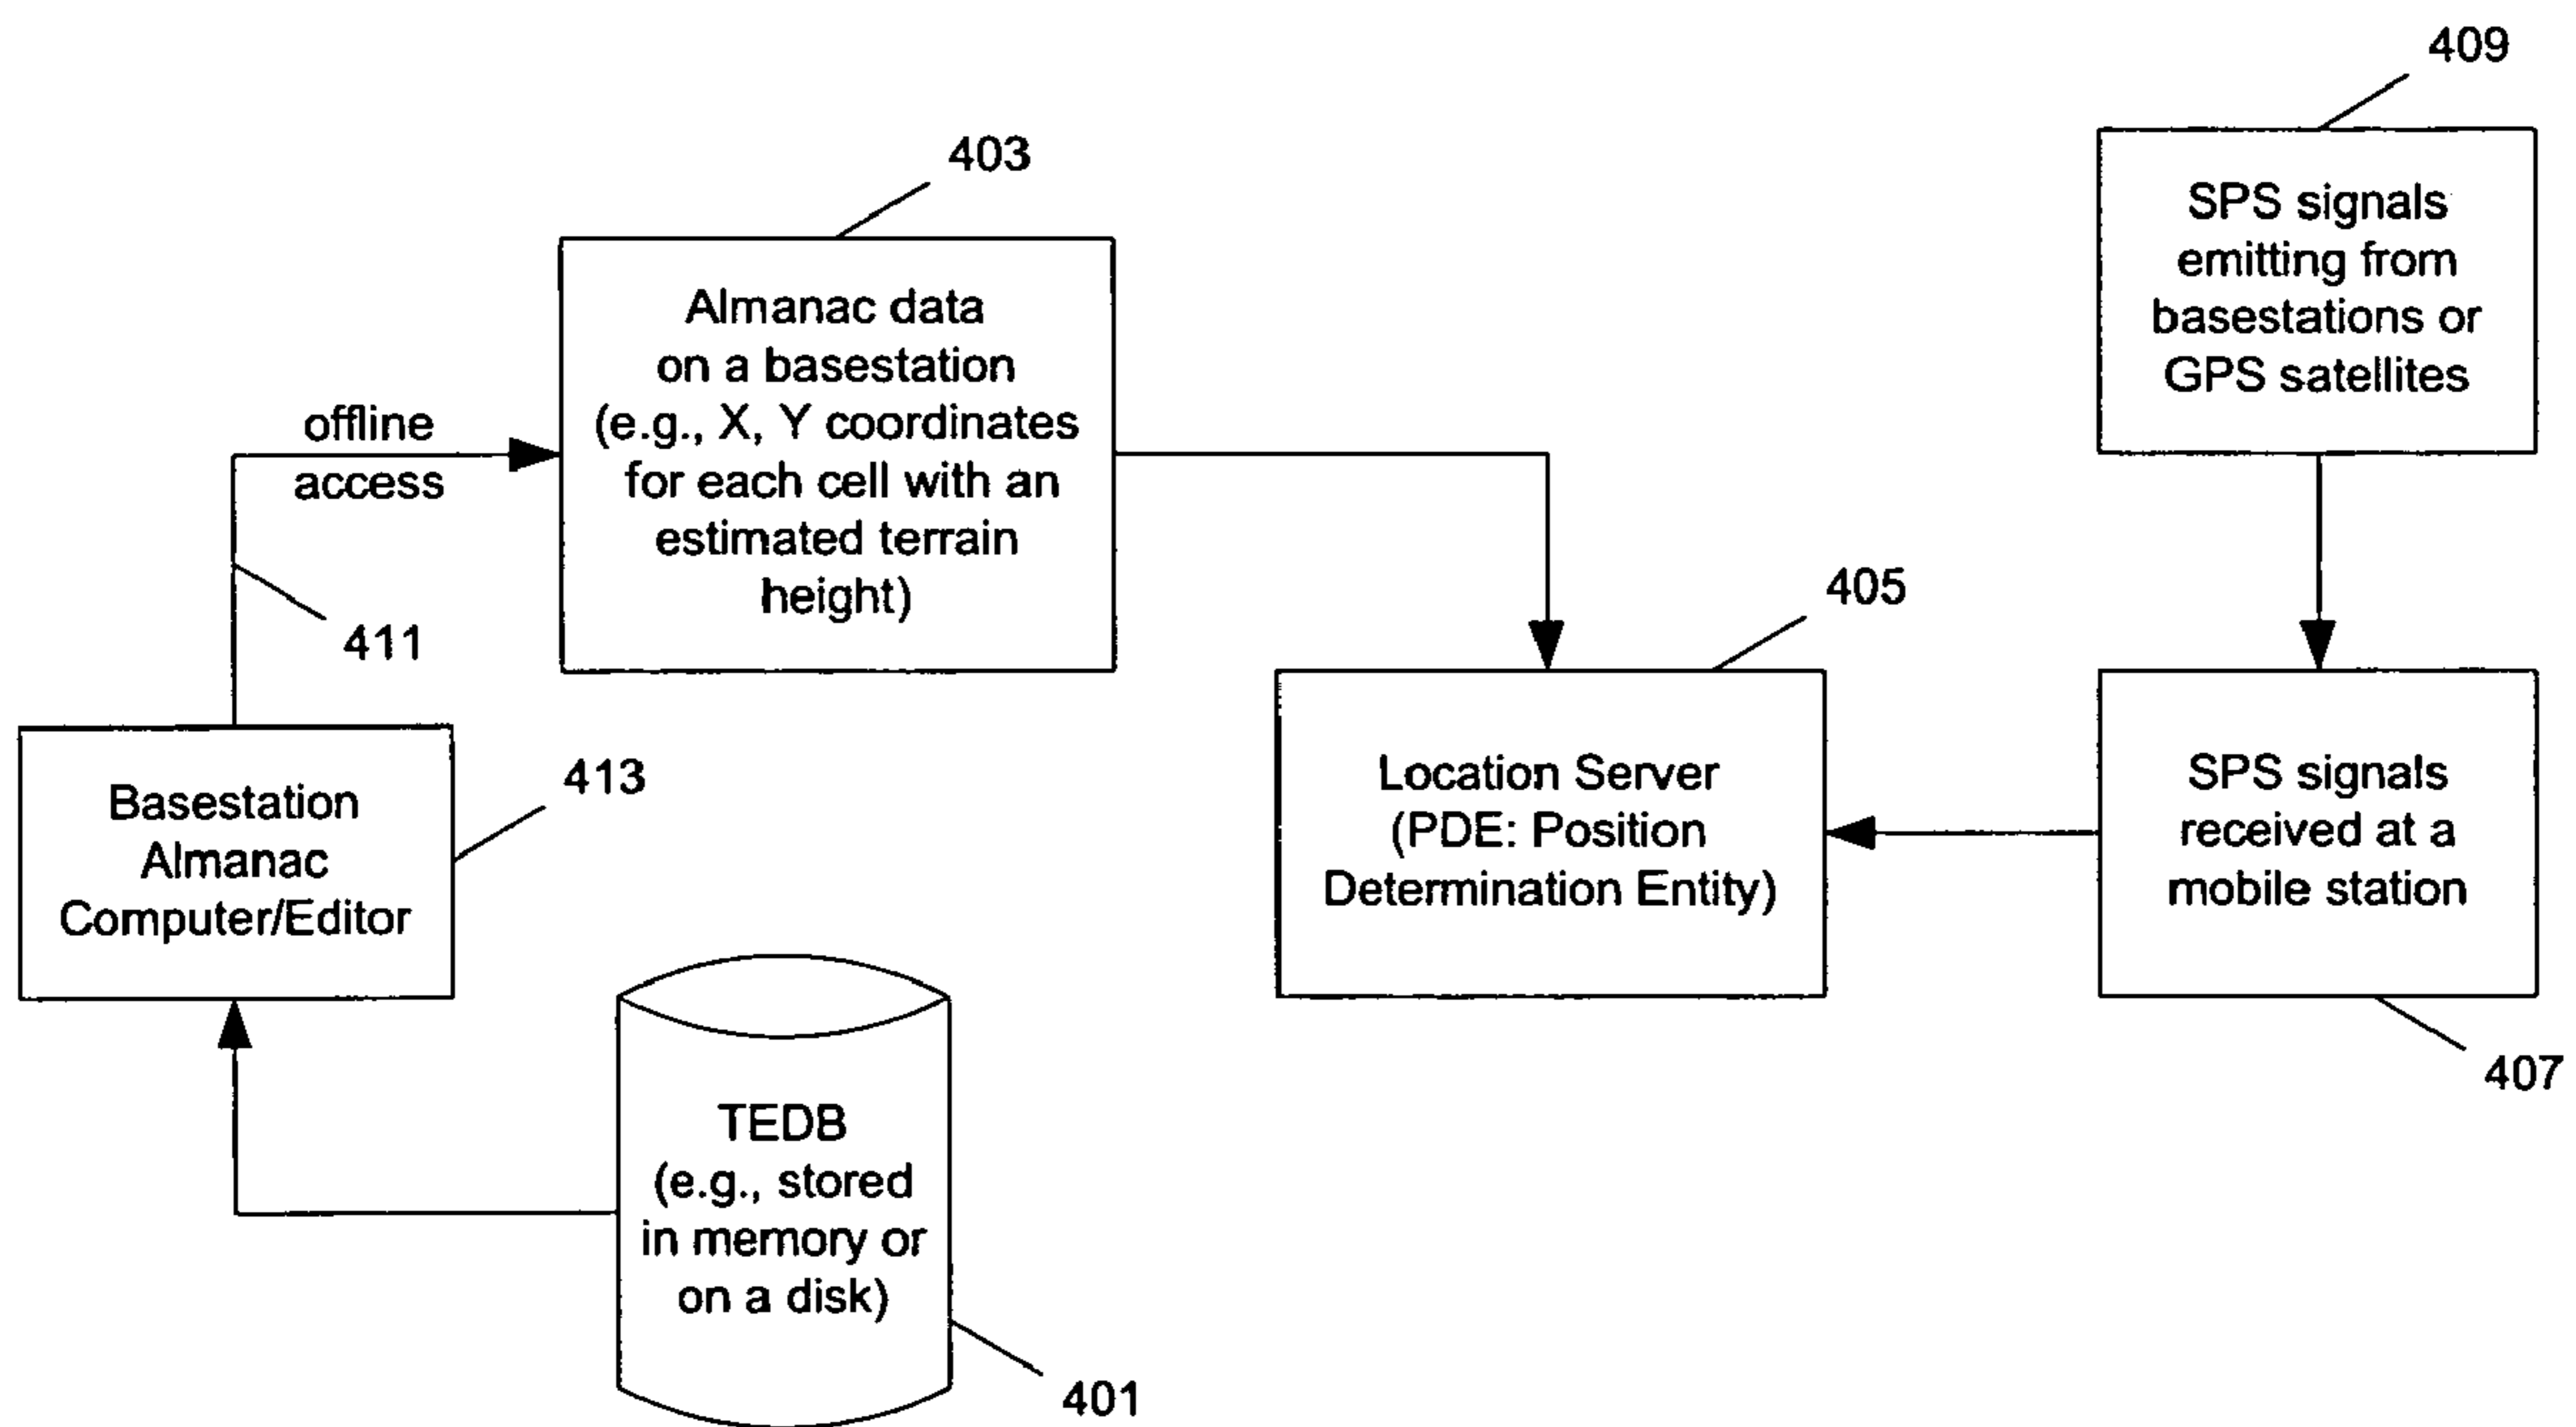 409
SPS signals
emitting from
basestations or
GPS satellites
403
Almanac data
on a basestation
(e.g., X, Y coordinates
for each cell with an
estimated terrain
height)
offline
access
411
405
Location Server
(PDE: Position
Determination Entity)
SPS signals
received at a
mobile station
407
413
Basestation
Almanac
Computer/Editor
TEDB
(e.g., stored
in memory or
on a disk)
401